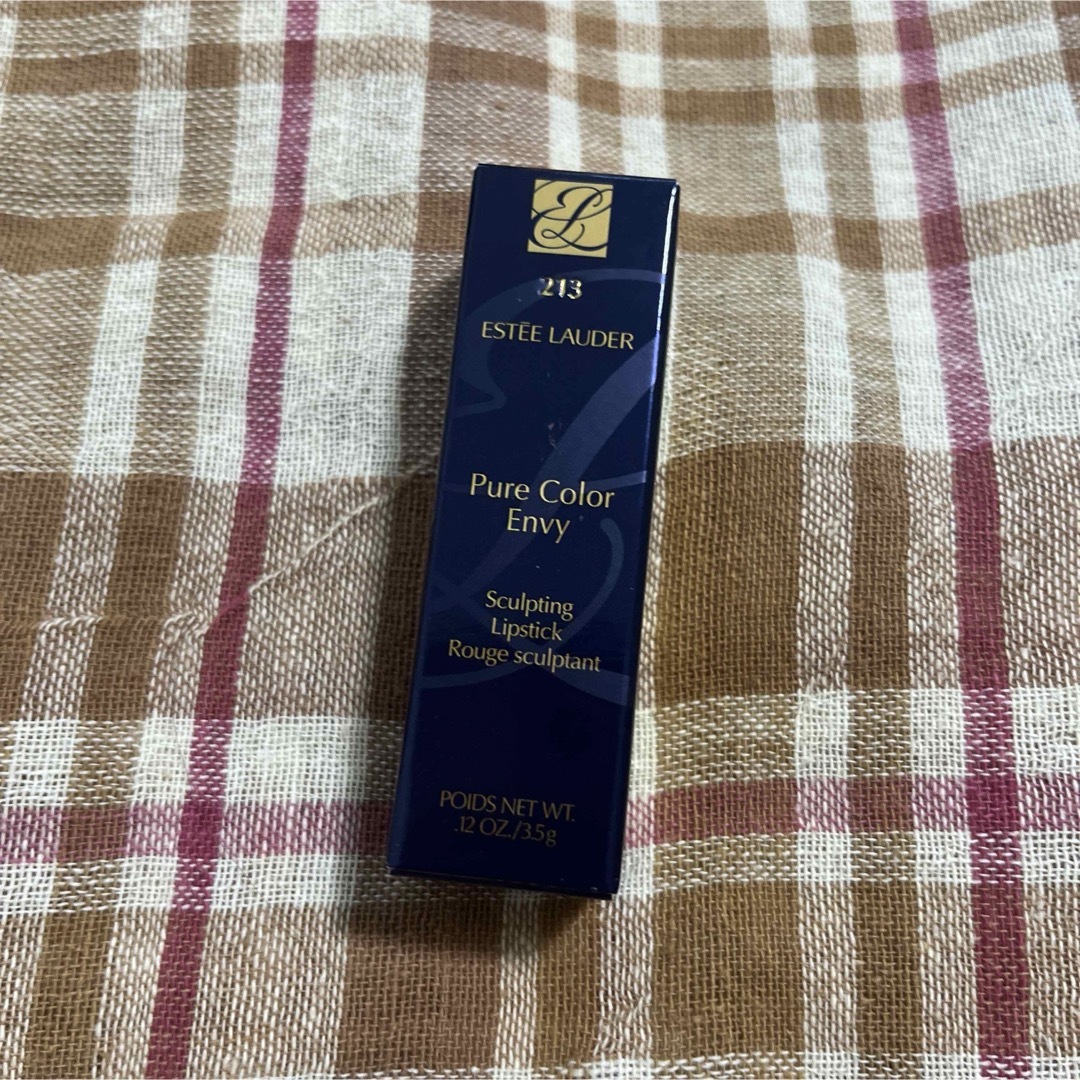 213
ESTĒE LAUDER
Pure Color
Envy
Sculpting
Lipstick
Rouge sculptant
POIDS NET WT.
.12 OZ./3.5g